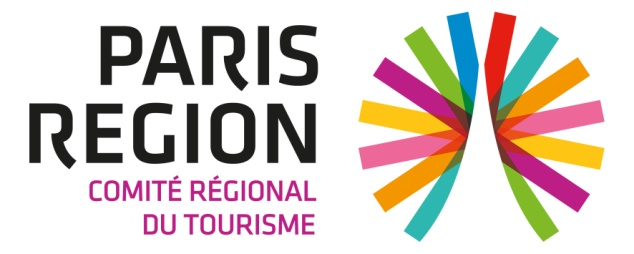 PARIS
REGION
COMITÉ RÉGIONAL
DU TOURISME